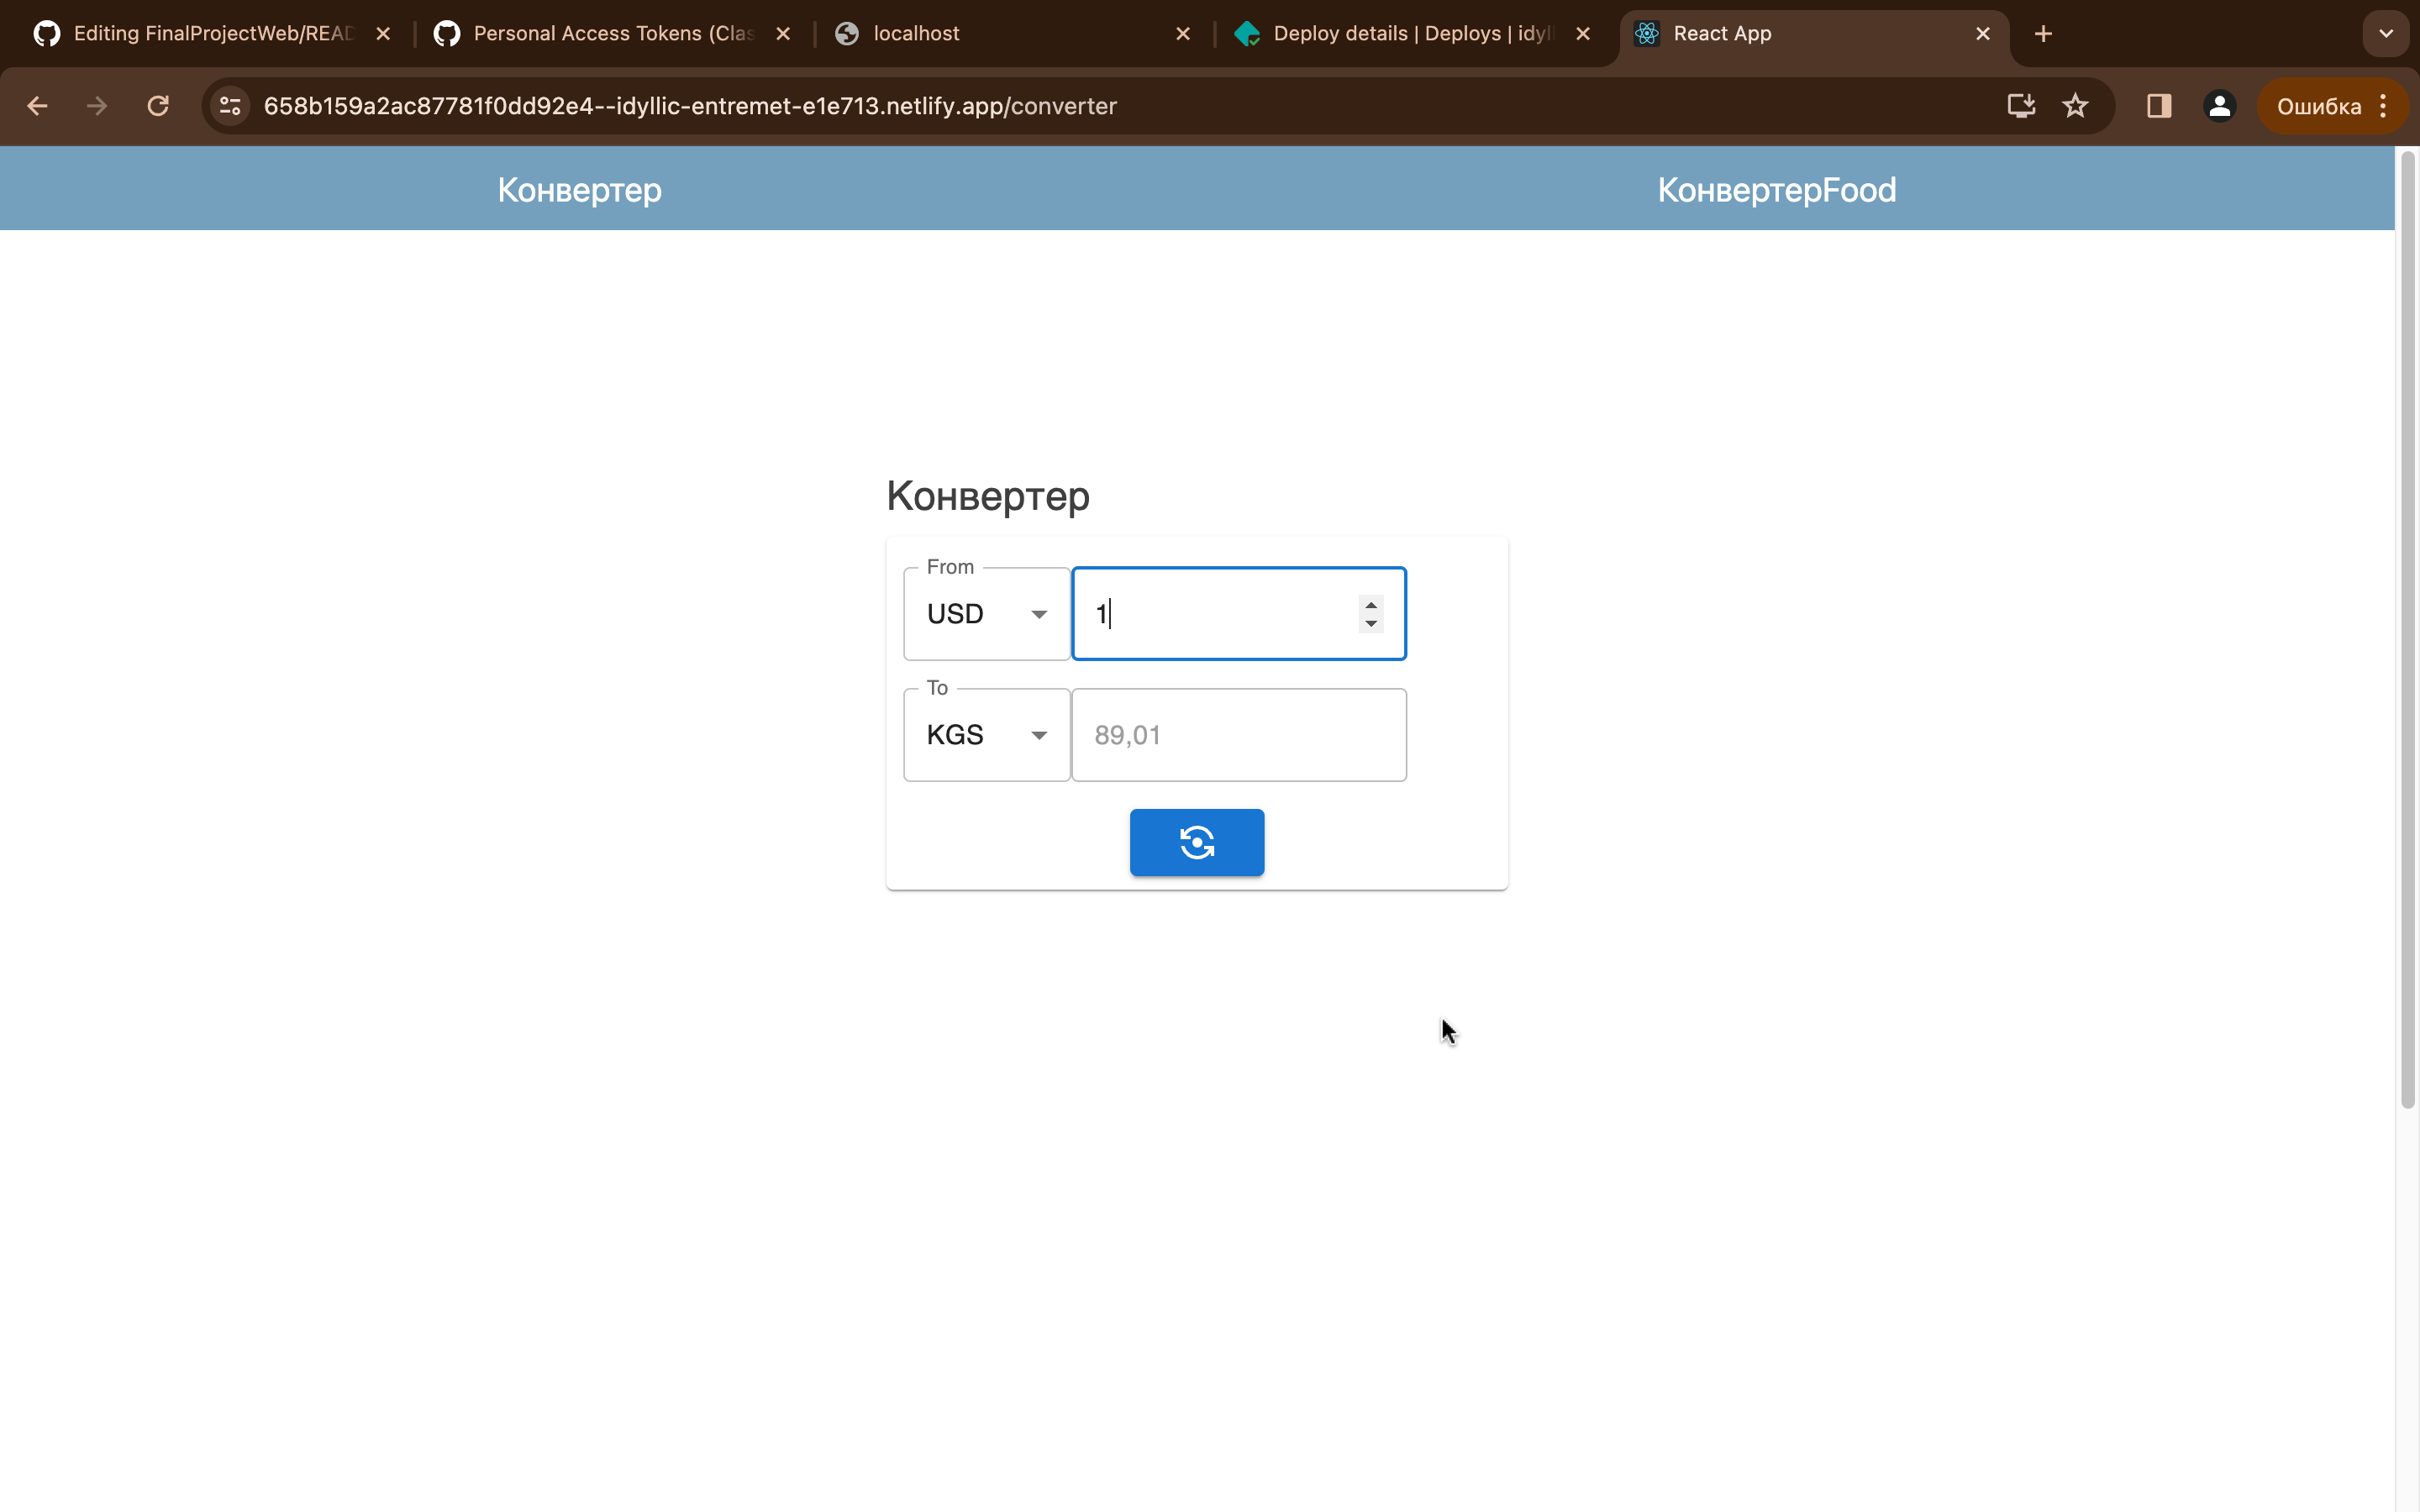 Editing FinalProjectWeb/READ
Personal Access Tokens (Clas
localhost
Deploy details | Deploys | idyll
React App
658b159a2ac87781f0dd92e4--idyllic-entremet-e1e713.netlify.app/converter
Ошибка
Конвертер
КонвертерFood
Конвертер
From
USD
1
To
KGS
89,01